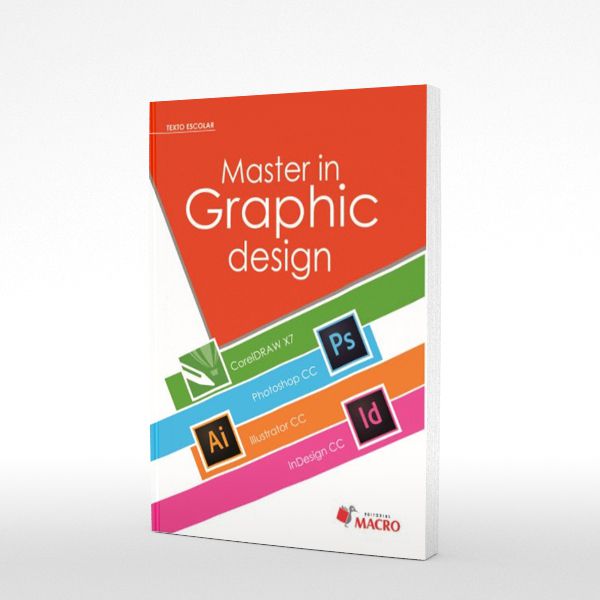 TEXTO ESCOLAR
Master in
Graphic
design
CorelDRAW X7
Ps
Photoshop CC
Ai
Illustrator CC
Id
InDesign CC
EDITORIAL
MACRO